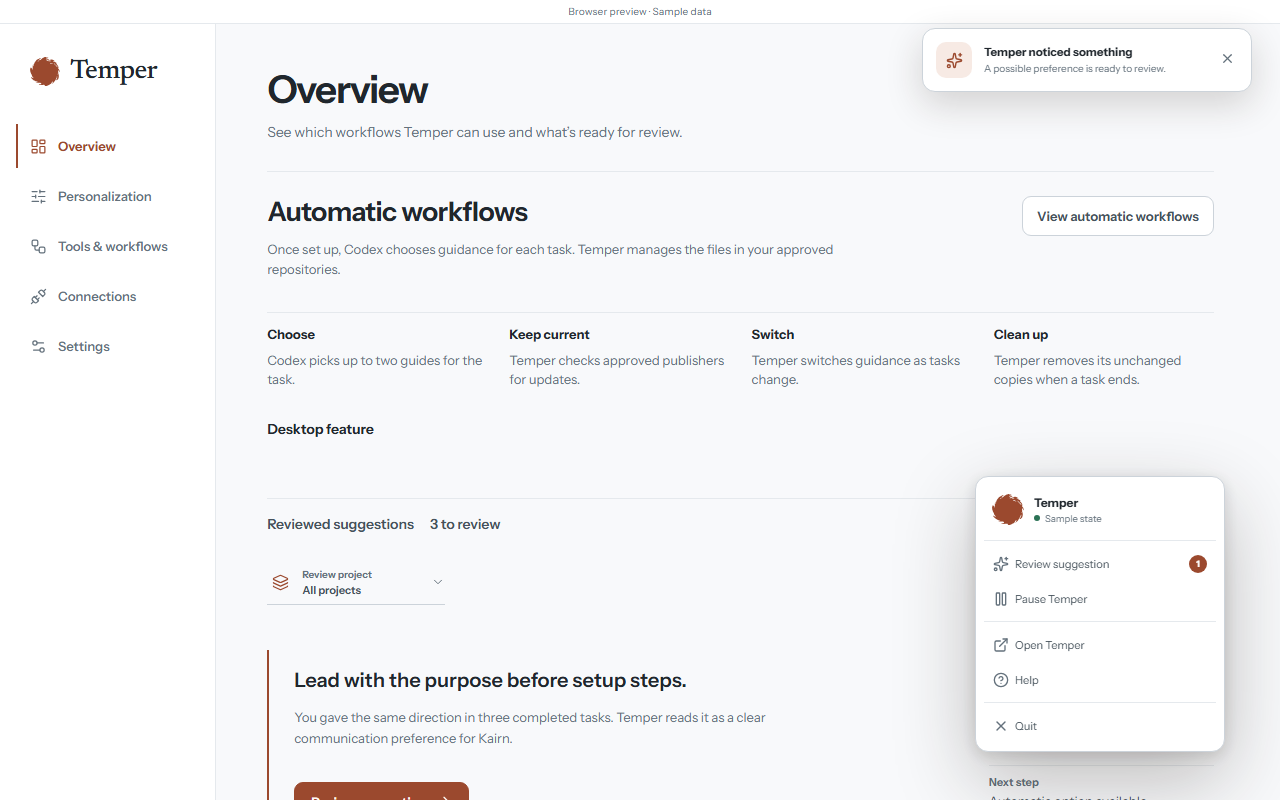 Browser preview · Sample data
Temper
Overview
Personalization
Tools & workflows
Connections
Settings
Temper noticed something
A possible preference is ready to review.
Overview
See which workflows Temper can use and what's ready for review.
Automatic workflows
View automatic workflows
Once set up, Codex chooses guidance for each task. Temper manages the files in your approved
repositories.
Choose
Codex picks up to two guides for the
task.
Keep current
Temper checks approved publishers
for updates.
Switch
Temper switches guidance as tasks
change.
Clean up
Temper removes its unchanged
copies when a task ends.
Desktop feature
Reviewed suggestions 3 to review
Review project
All projects
Lead with the purpose before setup steps.
You gave the same direction in three completed tasks. Temper reads it as a clear
communication preference for Kairn.
Temper
Sample state
Review suggestion 1
Pause Temper
Open Temper
Help
Quit
Next step